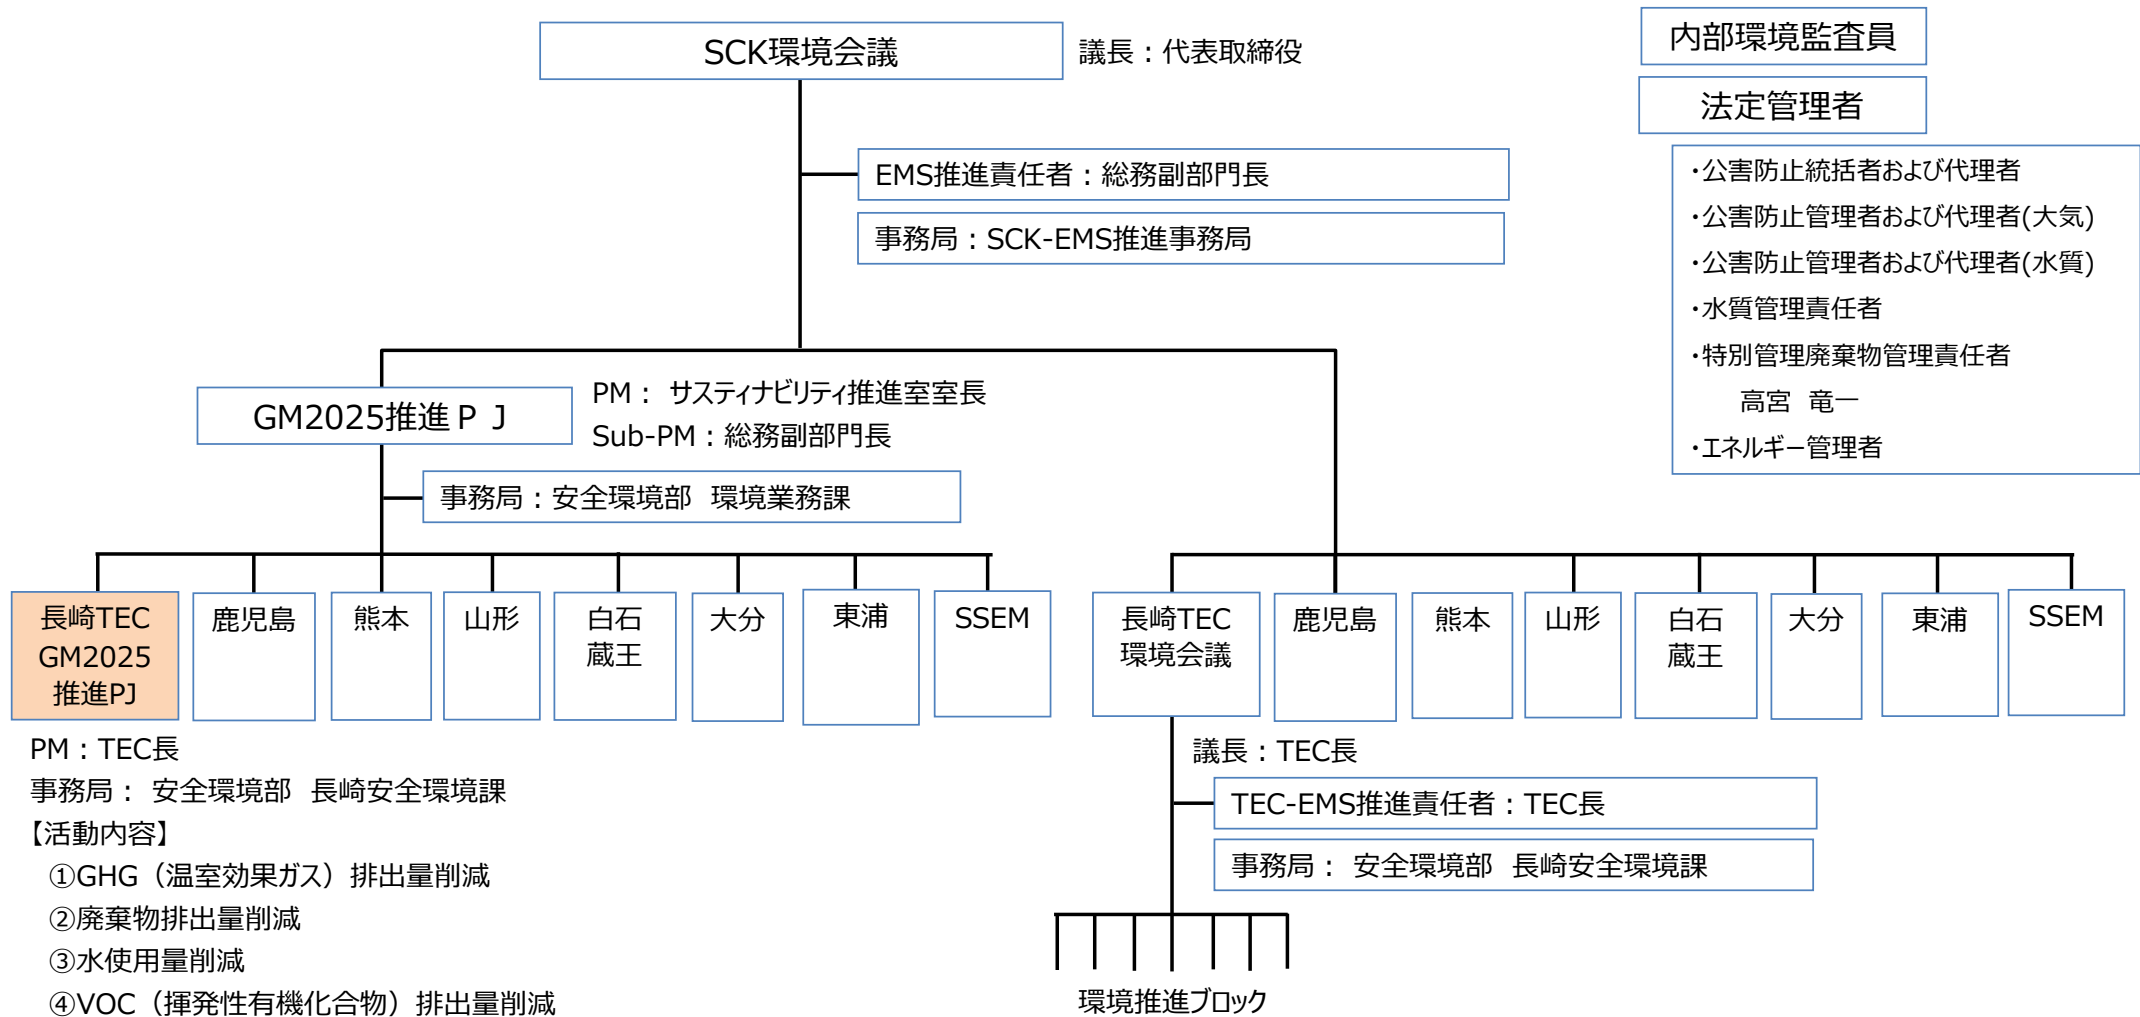 SCK環境会議
議長：代表取締役
内部環境監査員
法定管理者
・公害防止統括者および代理者
・公害防止管理者および代理者(大気)
・公害防止管理者および代理者(水質)
・水質管理責任者
・特別管理廃棄物管理責任者
高宮 竜一
・エネルギー管理者
EMS推進責任者：総務副部門長
事務局：SCK-EMS推進事務局
GM2025推進ＰＪ
PM： サスティナビリティ推進室室長
Sub-PM：総務副部門長
事務局：安全環境部 環境業務課
長崎TEC
GM2025
推進PJ
鹿児島
熊本
山形
白石
蔵王
大分
東浦
SSEM
長崎TEC
環境会議
鹿児島
熊本
山形
白石
蔵王
大分
東浦
SSEM
PM：TEC長
事務局： 安全環境部 長崎安全環境課
【活動内容】
①GHG（温室効果ガス）排出量削減
②廃棄物排出量削減
③水使用量削減
④VOC（揮発性有機化合物）排出量削減
議長：TEC長
TEC-EMS推進責任者：TEC長
事務局： 安全環境部 長崎安全環境課
環境推進ブロック